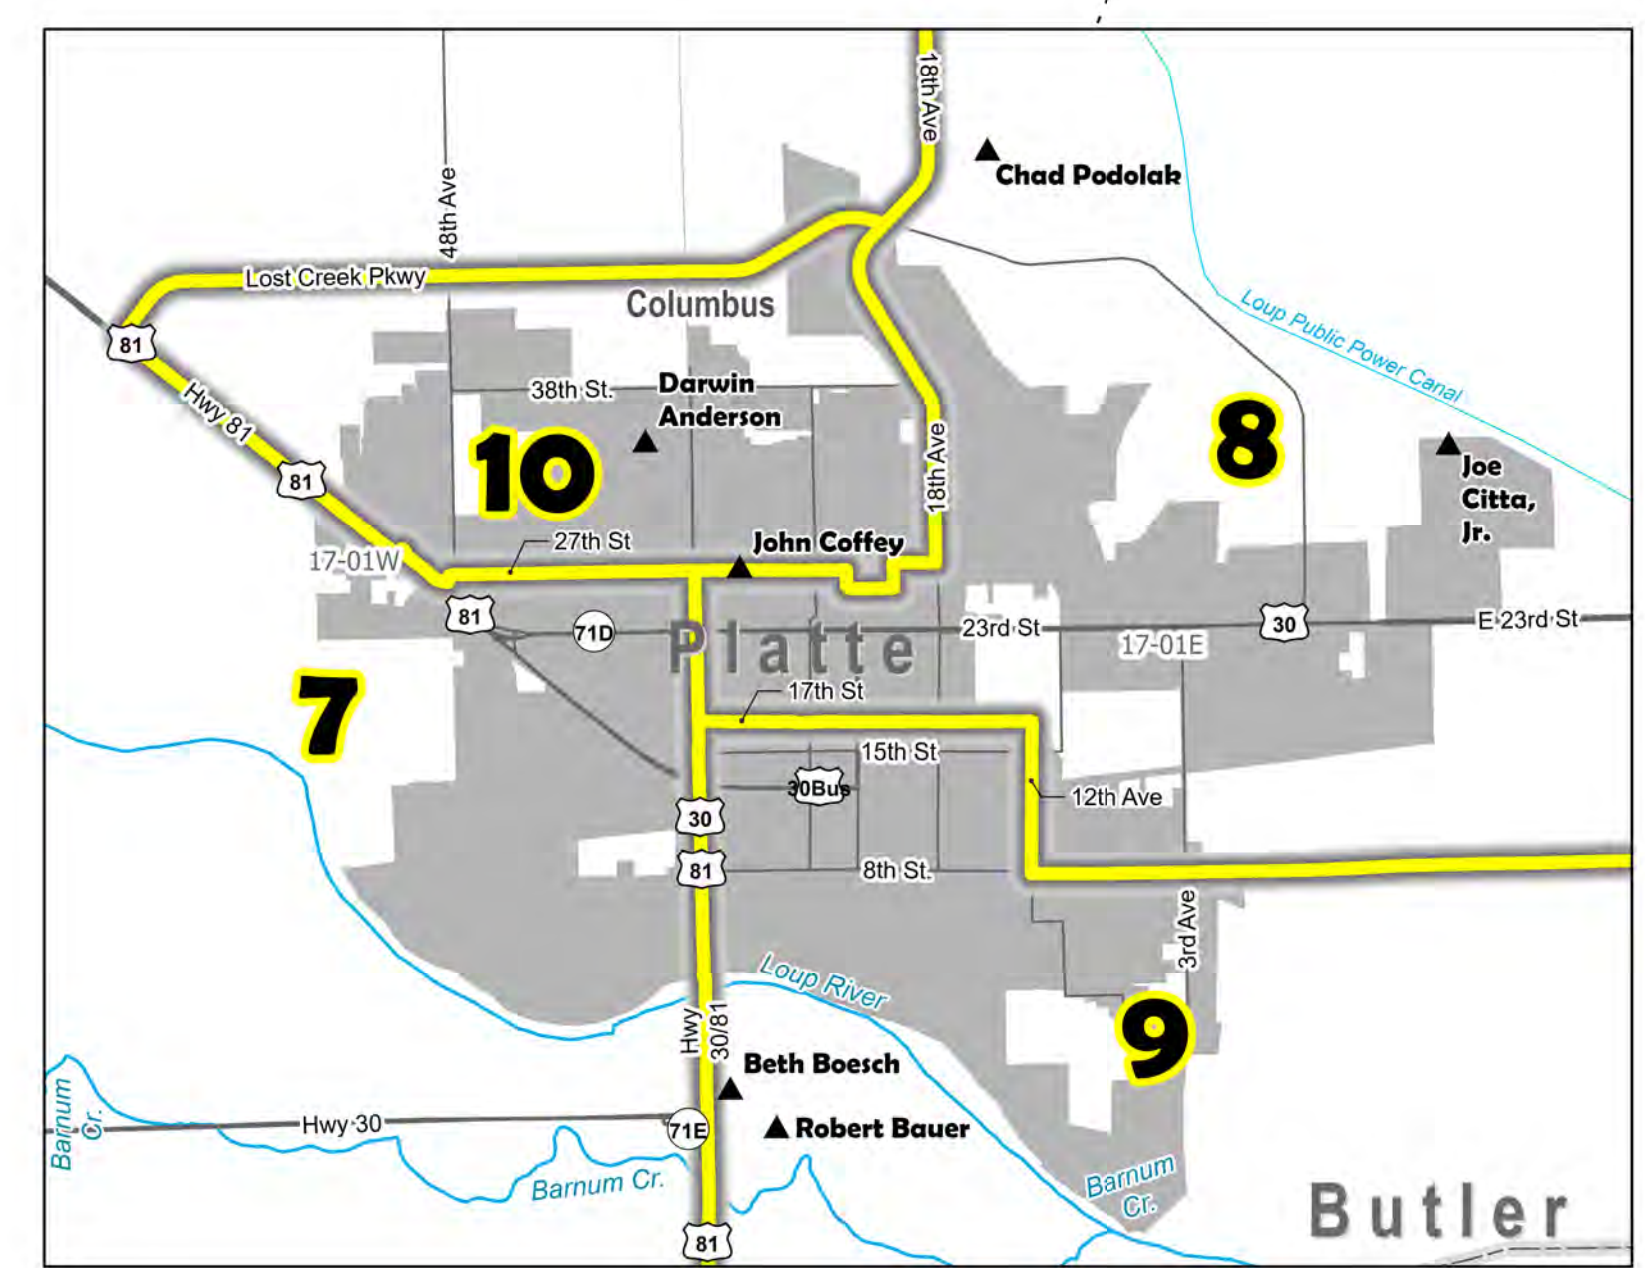 18th Ave
Chad Podolak
48th Ave
Lost Creek Pkwy
Columbus
Loup Public Power Canal
81
Hwy 81
38th St.
Darwin
Anderson
10
8
18th Ave
81
Joe
Citta,
Jr.
27th St
John Coffey
17-01W
81
71D
Platte
23rd St
17-01E
30
E 23rd St
7
17th St
15th St
30Bus
12th Ave
30
81
8th St.
3rd Ave
Loup River
Hwy
30/81
9
Beth Boesch
Barnum
Cr.
Hwy 30
71E
Robert Bauer
Barnum Cr.
Barnum
Cr.
Butler
81